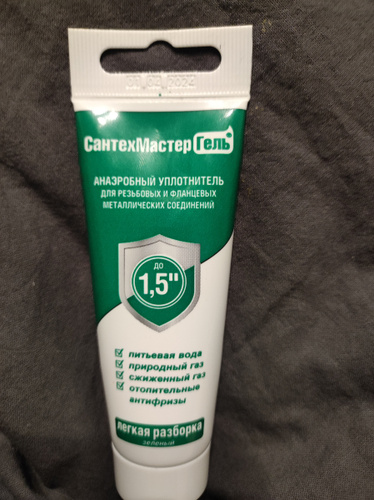 СантехМастер Гель
АНАЭРОБНЫЙ УПЛОТНИТЕЛЬ
ДЛЯ РЕЗЬБОВЫХ И ФЛАНЦЕВЫХ
МЕТАЛЛИЧЕСКИХ СОЕДИНЕНИЙ
ДО
1,5"
питьевая вода
природный газ
сжиженный газ
отопительные
антифризы
легкая разборка
зеленый